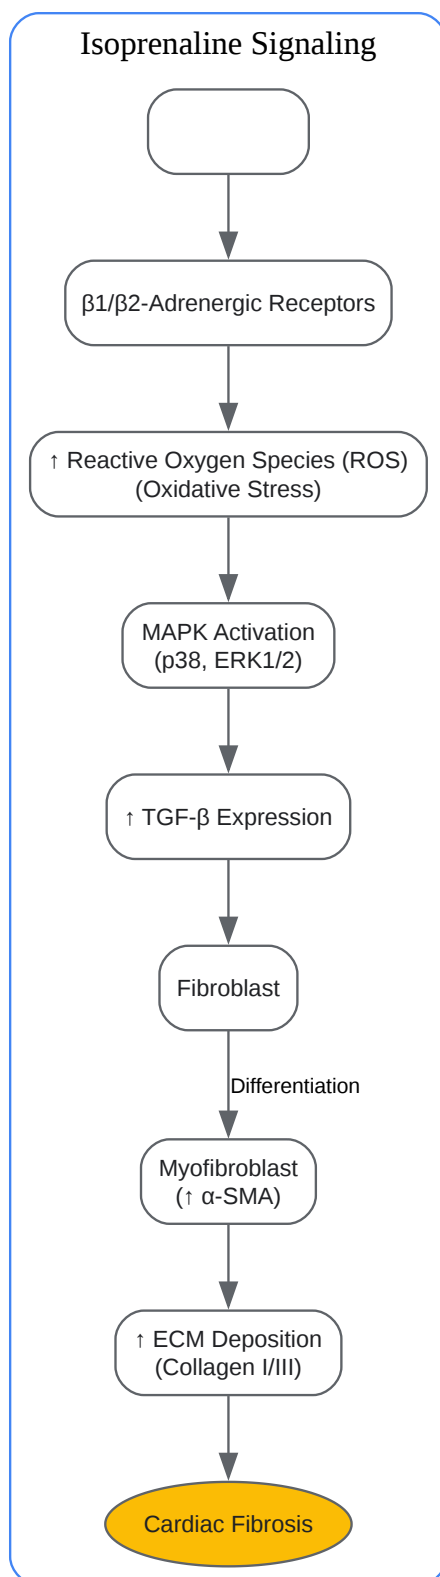 Isoprenaline Signaling
β1/β2-Adrenergic Receptors
↑ Reactive Oxygen Species (ROS)
(Oxidative Stress)
MAPK Activation
(p38, ERK1/2)
↑ TGF-β Expression
Fibroblast
Differentiation
Myofibroblast
(↑ α-SMA)
↑ ECM Deposition
(Collagen I/III)
Cardiac Fibrosis